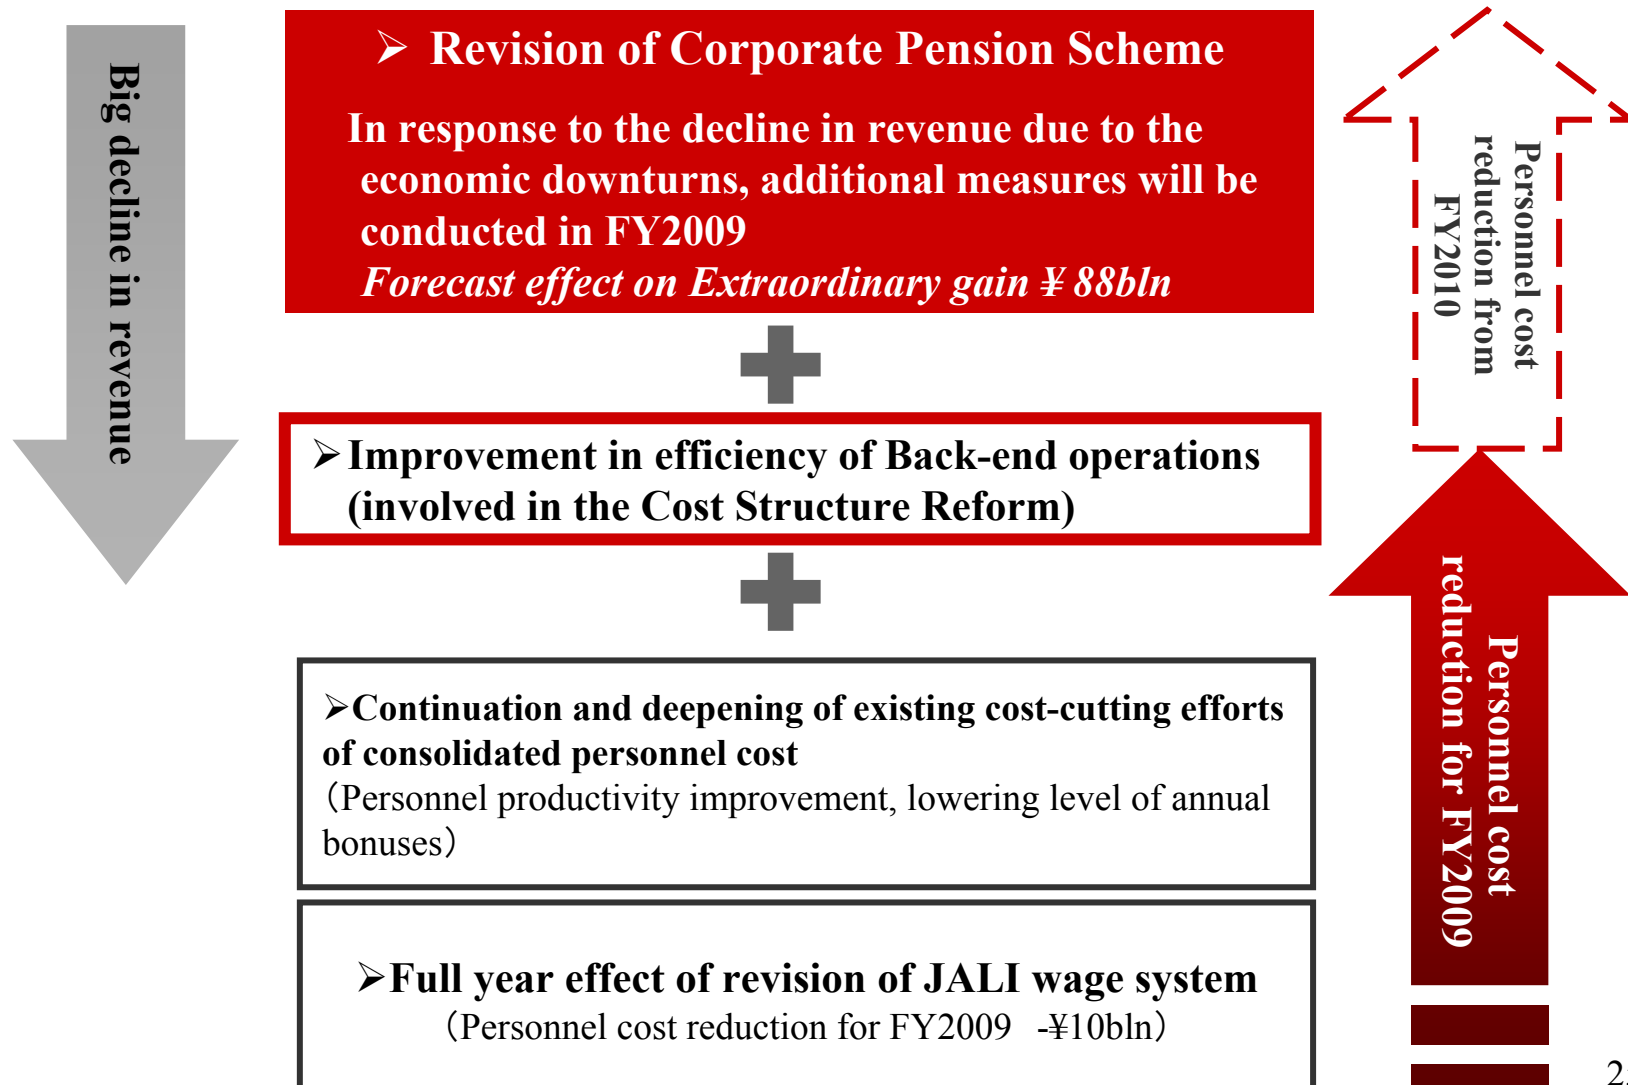 Big decline in revenue
➢ Revision of Corporate Pension Scheme
In response to the decline in revenue due to the
economic downturns, additional measures will be
conducted in FY2009
Forecast effect on Extraordinary gain ¥ 88bln
➢Improvement in efficiency of Back-end operations
(involved in the Cost Structure Reform)
➢Continuation and deepening of existing cost-cutting efforts
of consolidated personnel cost
（Personnel productivity improvement, lowering level of annual
bonuses）
➢Full year effect of revision of JALI wage system
（Personnel cost reduction for FY2009 -¥10bln）
Personnel cost
reduction from
FY2010
Personnel cost
reduction for FY2009